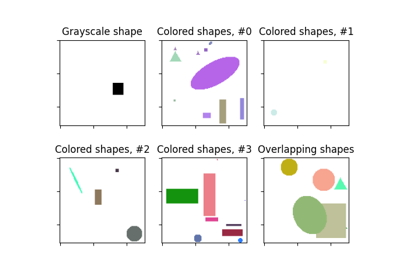 Grayscale shape
Colored shapes, #0
Colored shapes, #1
Colored shapes, #2
Colored shapes, #3
Overlapping shapes